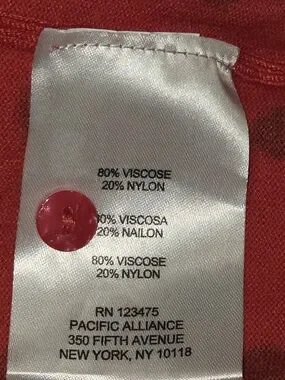 80% VISCOSE
20% NYLON
0% VISCOSA
20% NAILON
80% VISCOSE
20% NYLON
RN 123475
PACIFIC ALLIANCE
350 FIFTH AVENUE
NEW YORK, NY 10118